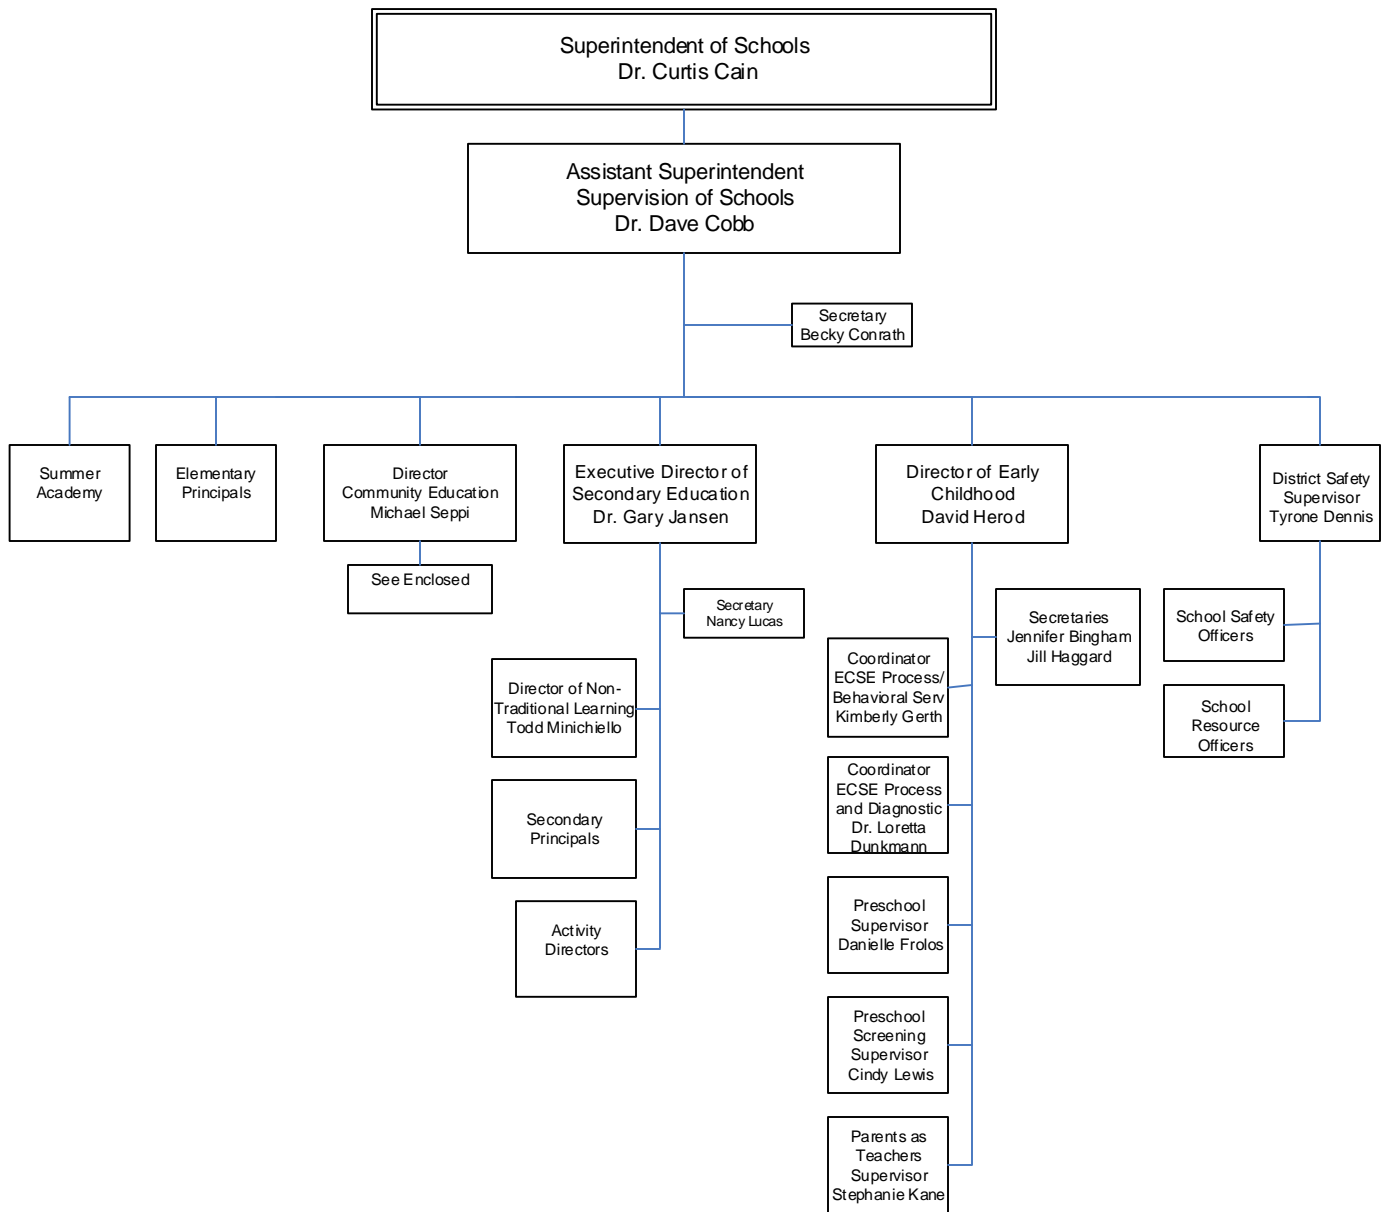 Superintendent of Schools
Dr. Curtis Cain
Assistant Superintendent
Supervision of Schools
Dr. Dave Cobb
Secretary
Becky Conrath
Summer
Academy
Elementary
Principals
Director
Community Education
Michael Seppi
See Enclosed
Executive Director of
Secondary Education
Dr. Gary Jansen
Secretary
Nancy Lucas
Director of Non-
Traditional Learning
Todd Minichiello
Secondary
Principals
Activity
Directors
Director of Early
Childhood
David Herod
Secretaries
Jennifer Bingham
Jill Haggard
Coordinator
ECSE Process/
Behavioral Serv
Kimberly Gerth
Coordinator
ECSE Process
and Diagnostic
Dr. Loretta
Dunkmann
Preschool
Supervisor
Danielle Frolos
Preschool
Screening
Supervisor
Cindy Lewis
Parents as
Teachers
Supervisor
Stephanie Kane
District Safety
Supervisor
Tyrone Dennis
School Safety
Officers
School
Resource
Officers